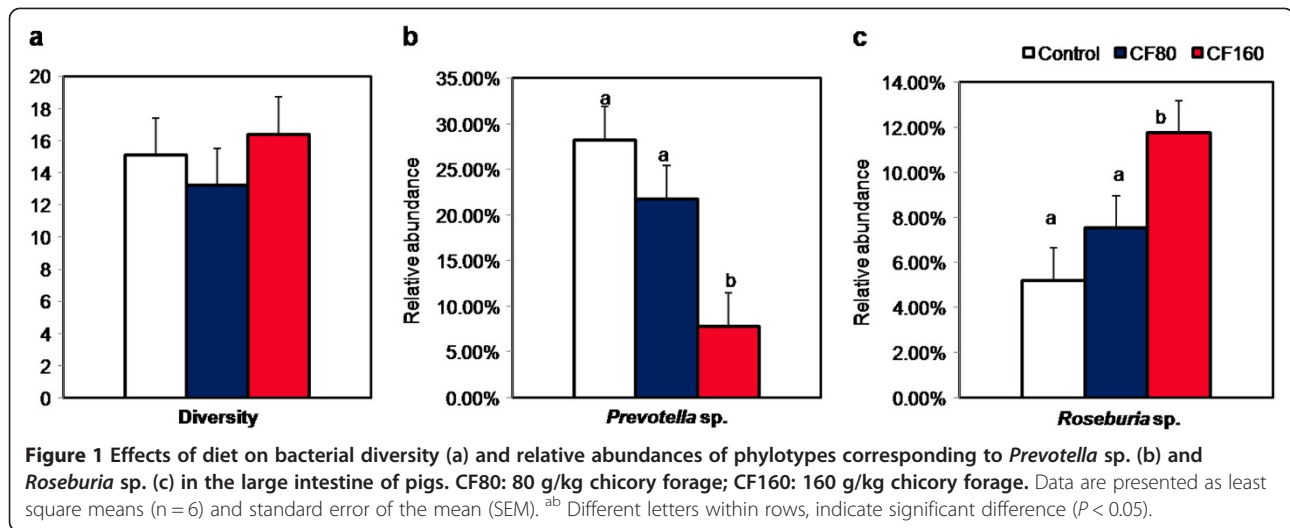 a
b
c
Control CF80 CF160
20
18
16
14
12
10
8
6
4
2
0
Diversity
Relative abundance
35.00%
30.00%
25.00%
20.00%
15.00%
10.00%
5.00%
0.00%
a
a
b
Prevotella sp.
Relative abundance
14.00%
12.00%
10.00%
8.00%
6.00%
4.00%
2.00%
0.00%
a
a
b
Roseburia sp.
Figure 1 Effects of diet on bacterial diversity (a) and relative abundances of phylotypes corresponding to Prevotella sp. (b) and
Roseburia sp. (c) in the large intestine of pigs. CF80: 80 g/kg chicory forage; CF160: 160 g/kg chicory forage. Data are presented as least
square means (n = 6) and standard error of the mean (SEM). ab Different letters within rows, indicate significant difference (P < 0.05).